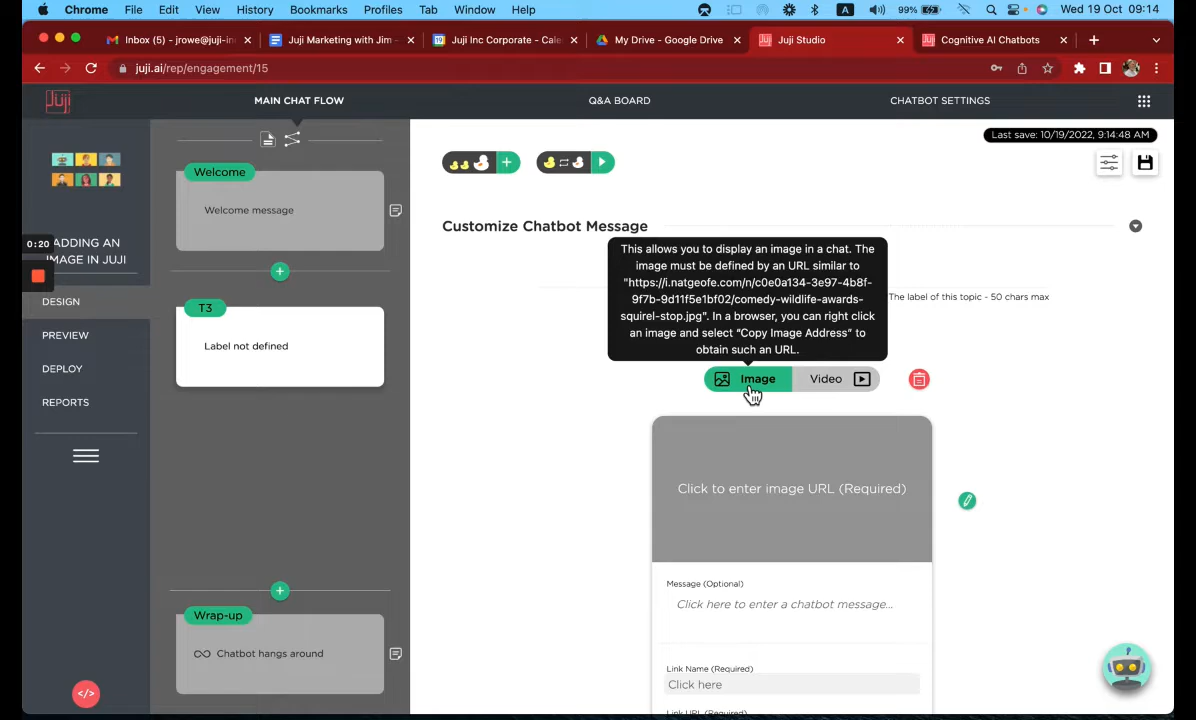 Chrome File Edit View History Bookmarks Profiles Tab Window Help A 99% Wed 19 Oct 09:14
Inbox (5) - jrowe@juji-in
Juji Marketing with Jim –
Juji Inc Corporate - Cale
My Drive - Google Drive
Juji Studio
Cognitive AI Chatbots
juji.ai/rep/engagement/15
Juji
MAIN CHAT FLOW
Q&A BOARD
CHATBOT SETTINGS
Last save: 10/19/2022, 9:14:48 AM
Welcome
Welcome message
0:20
ADDING AN
IMAGE IN JUJI
DESIGN
PREVIEW
DEPLOY
REPORTS
T3
Label not defined
Wrap-up
Chatbot hangs around
</>
Customize Chatbot Message
This allows you to display an image in a chat. The
image must be defined by an URL similar to
"https://i.natgeofe.com/n/c0e0a134-3e97-4b8f-
9f7b-9d11f5e1bf02/comedy-wildlife-awards-
squirel-stop.jpg". In a browser, you can right click
an image and select “Copy Image Address” to
obtain such an URL.
The label of this topic - 50 chars max
Image
Video
Click to enter image URL (Required)
Message (Optional)
Click here to enter a chatbot message...
Link Name (Required)
Click here
Link URL (Required)